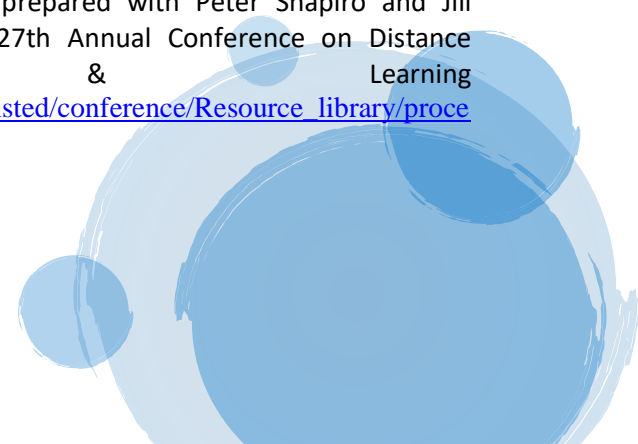 prepared with Peter Shapiro and Jill
27th Annual Conference on Distance
& Learning
sted/conference/Resource_library/proce